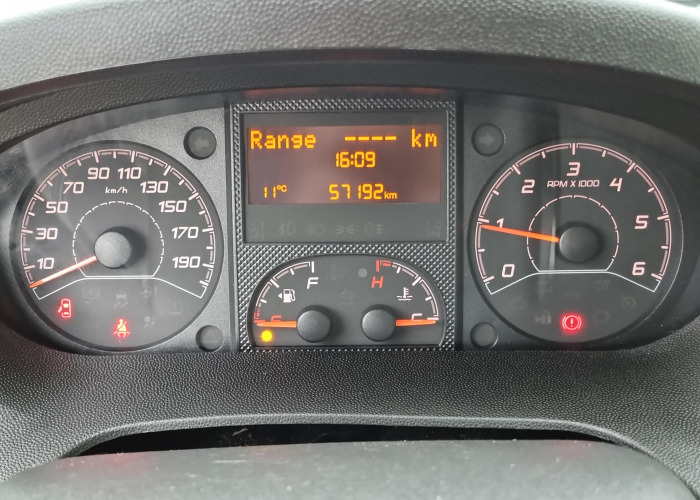 Range ---- km
16:09
11°C 57192km
10 30 50 70 90 110 130 150 170 190
km/h
0 1 2 3 4 5 6
RPM X 1000
F
H